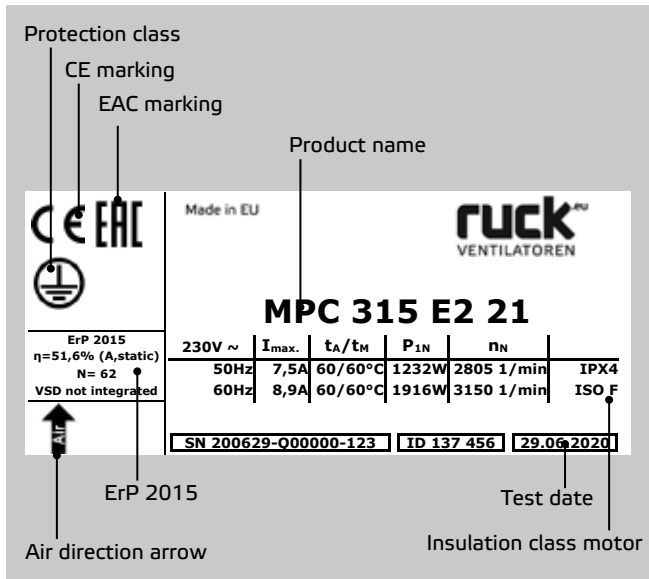 Protection class
CE marking
EAC marking
Product name
CE EAC
Made in EU
ruck.eu
VENTILATOREN
MPC 315 E2 21
ErP 2015
η=51,6% (A,static)
N= 62
VSD not integrated
230V ~ Imax. tA/tM P1N nN
50Hz 7,5A 60/60°C 1232W 2805 1/min IPX4
60Hz 8,9A 60/60°C 1916W 3150 1/min ISO F
Air
SN 200629-Q00000-123 ID 137 456 29.06.2020
ErP 2015
Test date
Air direction arrow
Insulation class motor